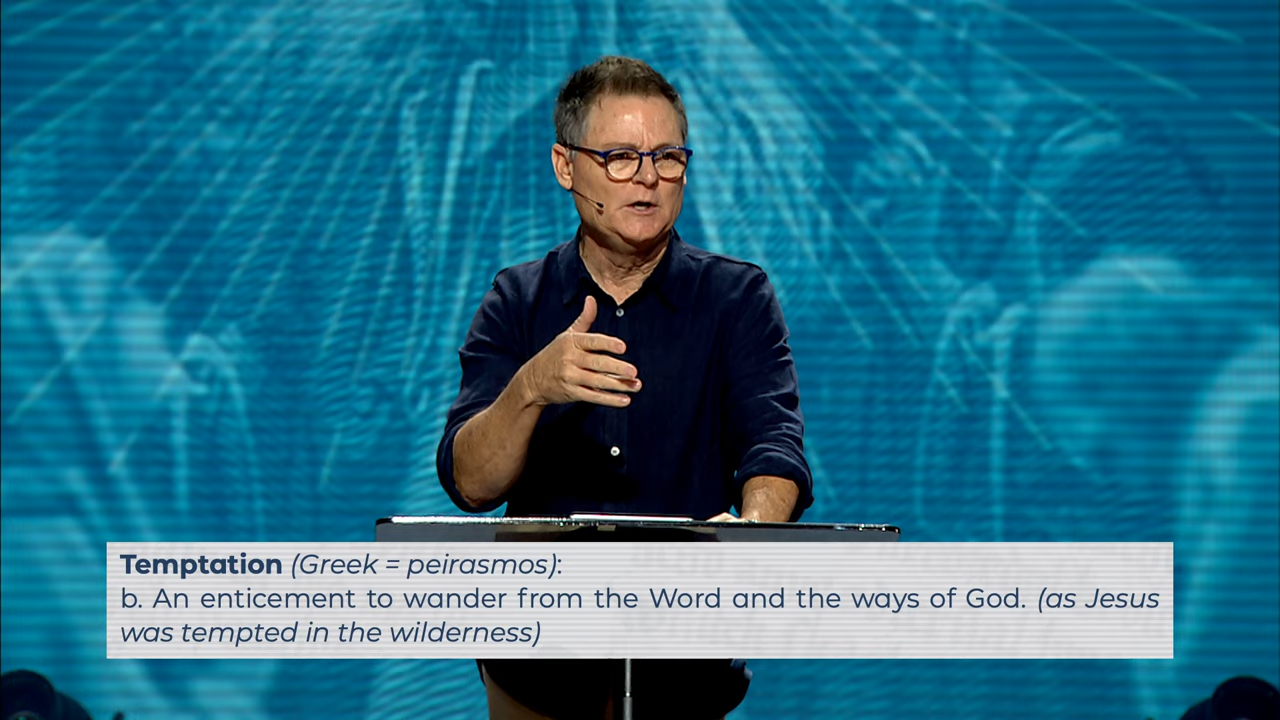 Temptation (Greek = peirasmos):
b. An enticement to wander from the Word and the ways of God. (as Jesus
was tempted in the wilderness)